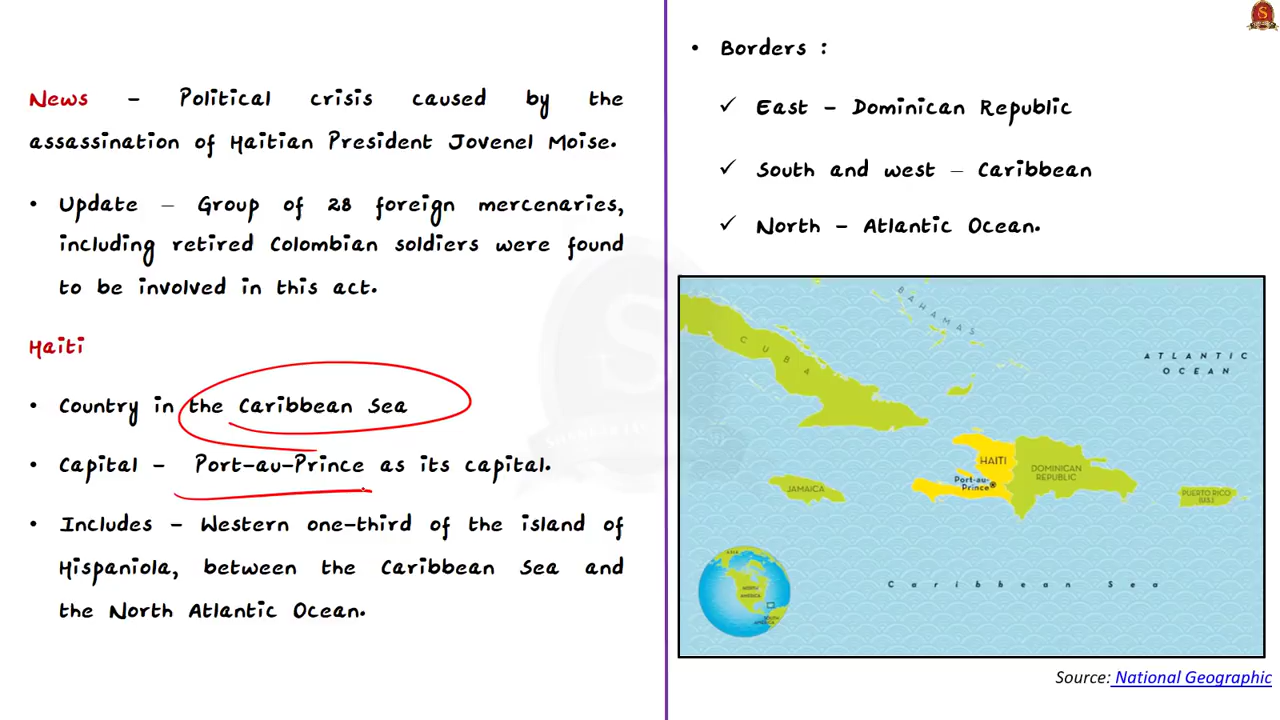 News – Political crisis caused by the
assassination of Haitian President Jovenel Moise.
• Update – Group of 28 foreign mercenaries,
including retired Colombian soldiers were found
to be involved in this act.
Haiti
• Country in the Caribbean Sea
• Capital – Port-au-Prince as its capital.
• Includes – Western one-third of the island of
Hispaniola, between the Caribbean Sea and
the North Atlantic Ocean.
• Borders :
✓ East – Dominican Republic
✓ South and west – Caribbean
✓ North – Atlantic Ocean.
BAHAMAS
CUBA
ATLANTIC
OCEAN
HAITI
Port-au-
Prince
DOMINICAN
REPUBLIC
JAMAICA
PUERTO RICO
(U.S.)
Caribbean Sea
NORTH
AMERICA
SOUTH
AMERICA
Source: National Geographic